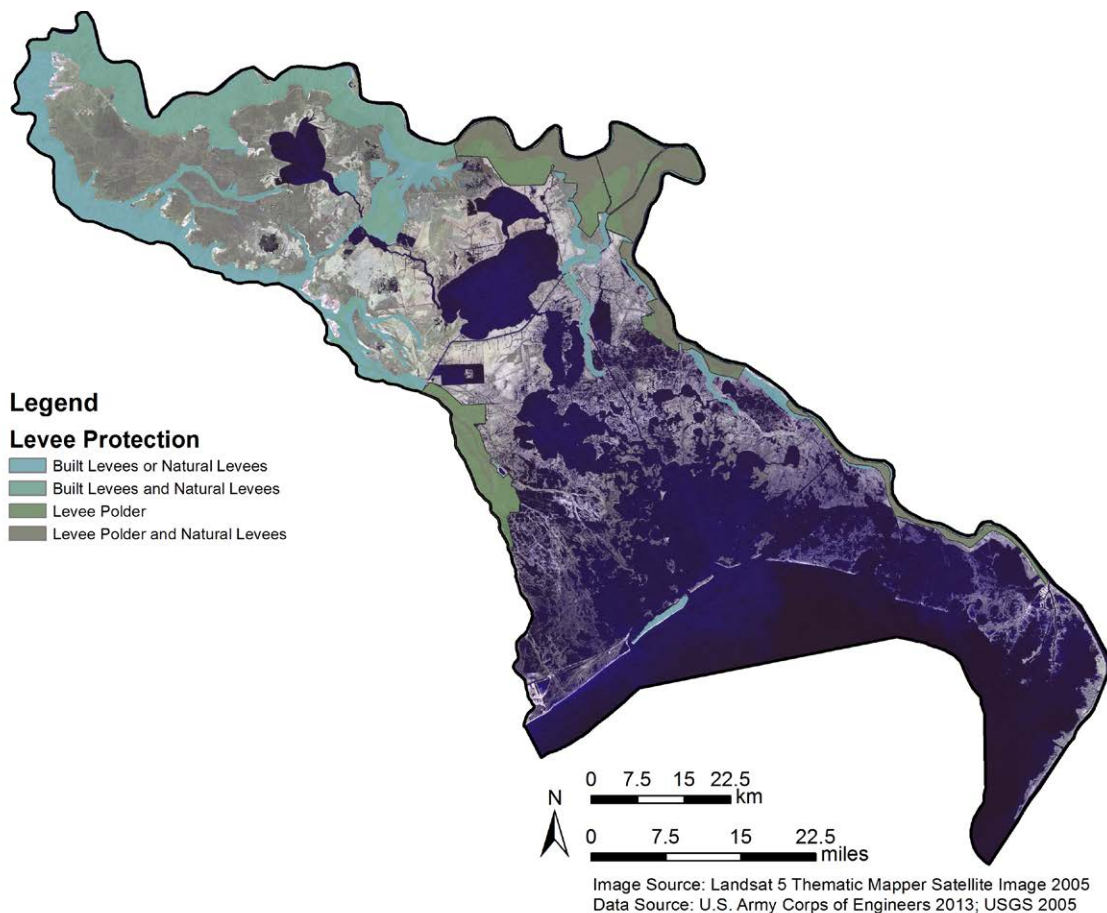 Legend
Levee Protection
Built Levees or Natural Levees
Built Levees and Natural Levees
Levee Polder
Levee Polder and Natural Levees
N
0 7.5 15 22.5
km
0 7.5 15 22.5
miles
Image Source: Landsat 5 Thematic Mapper Satellite Image 2005
Data Source: U.S. Army Corps of Engineers 2013; USGS 2005